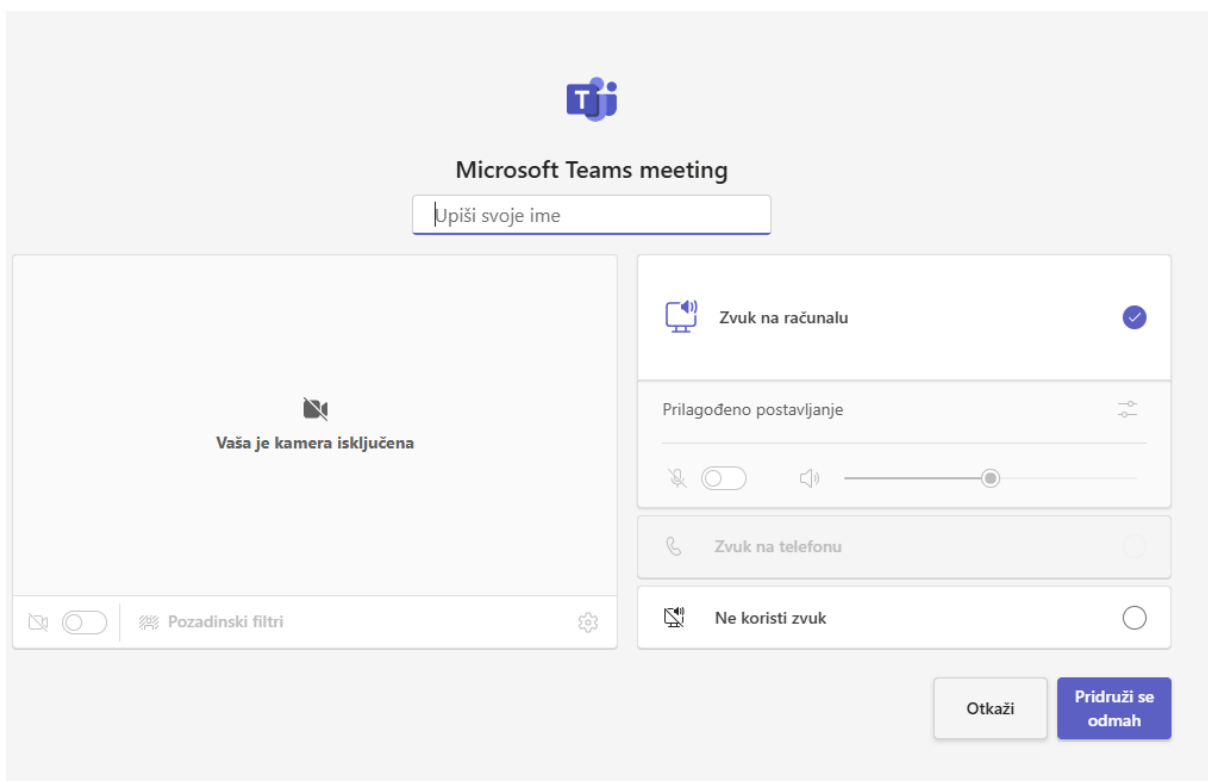 T
Microsoft Teams meeting
Upiši svoje ime
Vaša je kamera isključena
Pozadinski filtri
Zvuk na računalu
Prilagođeno postavljanje
Zvuk na telefonu
Ne koristi zvuk
Otkaži
Pridruži se
odmah